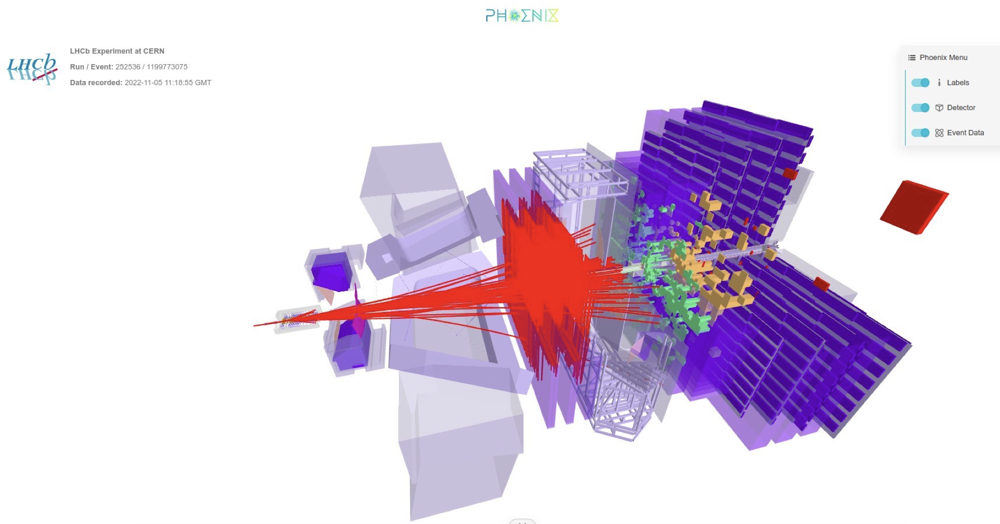 PHOENIX
LHCb
LHCb Experiment at CERN
Run / Event: 252536 / 1199773075
Data recorded: 2022-11-05 11:18:55 GMT
Phoenix Menu
Labels
Detector
Event Data